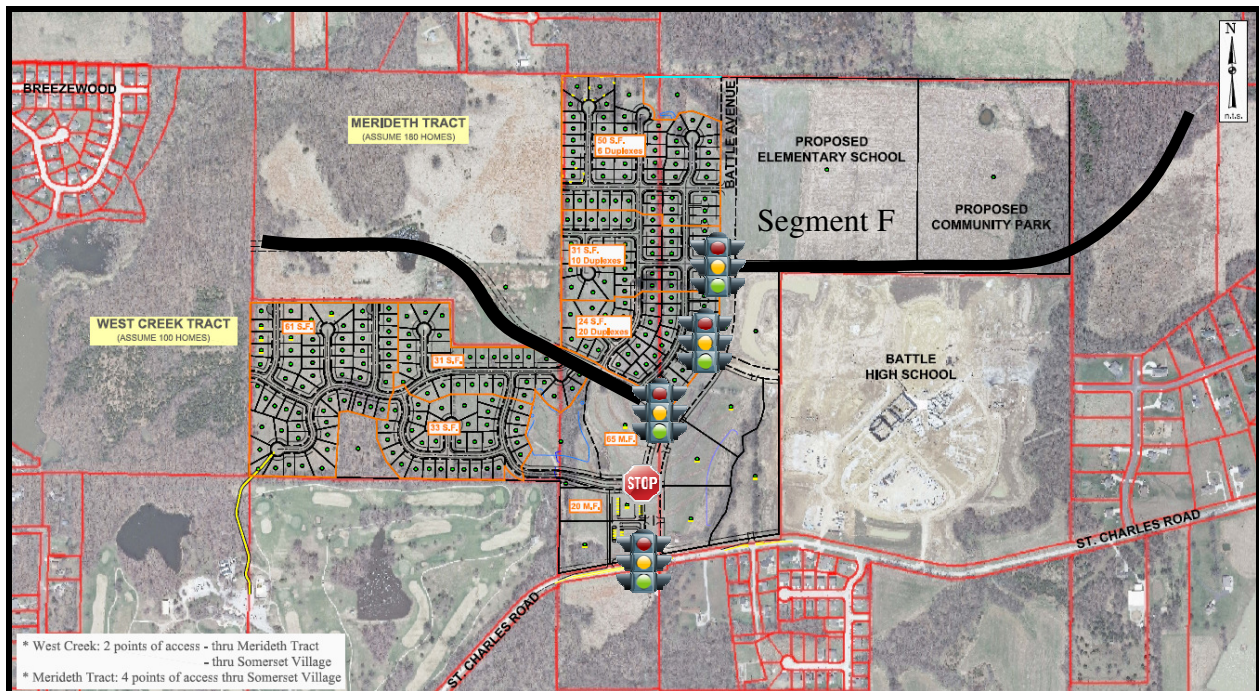 N
n.t.s.
BREEZEWOOD
MERIDETH TRACT
(ASSUME 180 HOMES)
50 S.F.
6 Duplexes
BATTLE AVENUE
PROPOSED
ELEMENTARY SCHOOL
PROPOSED
COMMUNITY PARK
Segment F
31 S.F.
10 Duplexes
WEST CREEK TRACT
(ASSUME 100 HOMES)
61 S.F.
24 S.F.
20 Duplexes
31 S.F.
BATTLE
HIGH SCHOOL
33 S.F.
65 M.F.
STOP
20 M.F.
ST. CHARLES ROAD
ST. CHARLES ROAD
* West Creek: 2 points of access - thru Merideth Tract
- thru Somerset Village
* Merideth Tract: 4 points of access thru Somerset Village